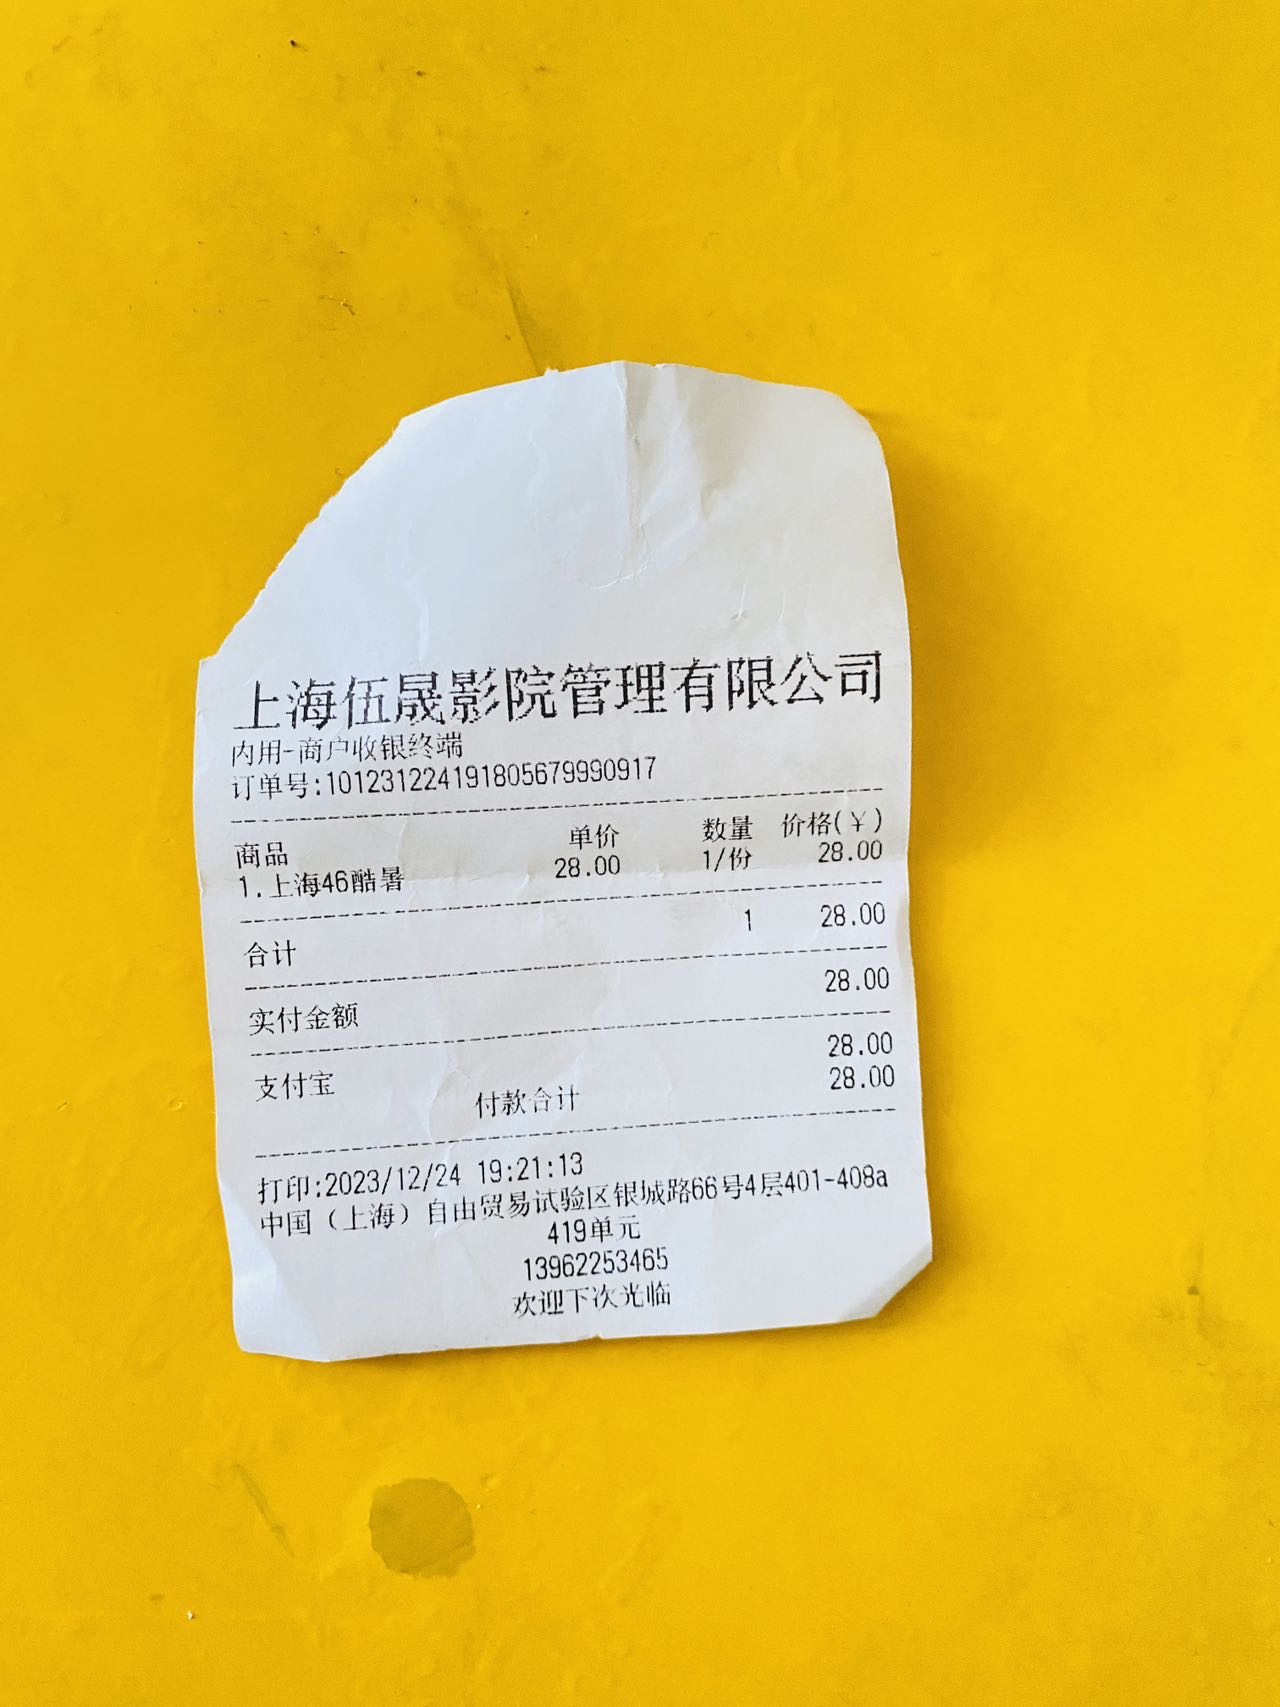 上海伍晟影院管理有限公司
内用-商户收银终端
订单号:101231224191805679990917
商品 单价 数量 价格(¥)
1.上海46酷暑 28.00 1/份 28.00
合计 1 28.00
实付金额 28.00
支付宝 28.00
付款合计 28.00
打印:2023/12/24 19:21:13
中国（上海）自由贸易试验区银城路66号4层401-408a
419单元
13962253465
欢迎下次光临